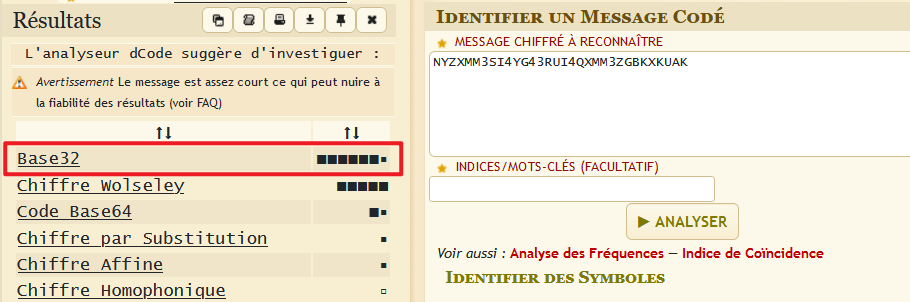 Résultats
L'analyseur dCode suggère d'investiguer :
Avertissement Le message est assez court ce qui peut nuire à
la fiabilité des résultats (voir FAQ)
↑↓ ↑↓
Base32 ■■■■■■▪
Chiffre Wolseley ■■■■■
Code Base64 ■▪
Chiffre par Substitution ▪
Chiffre Affine ▪
Chiffre Homophonique ▫
Identifier un Message Codé
MESSAGE CHIFFRÉ À RECONNAÎTRE
NYZXMM3SI4YG43RUI4QXMM3ZGBKXKUAK
INDICES/MOTS-CLÉS (FACULTATIF)
▶ ANALYSER
Voir aussi : Analyse des Fréquences — Indice de Coïncidence
Identifier des Symboles